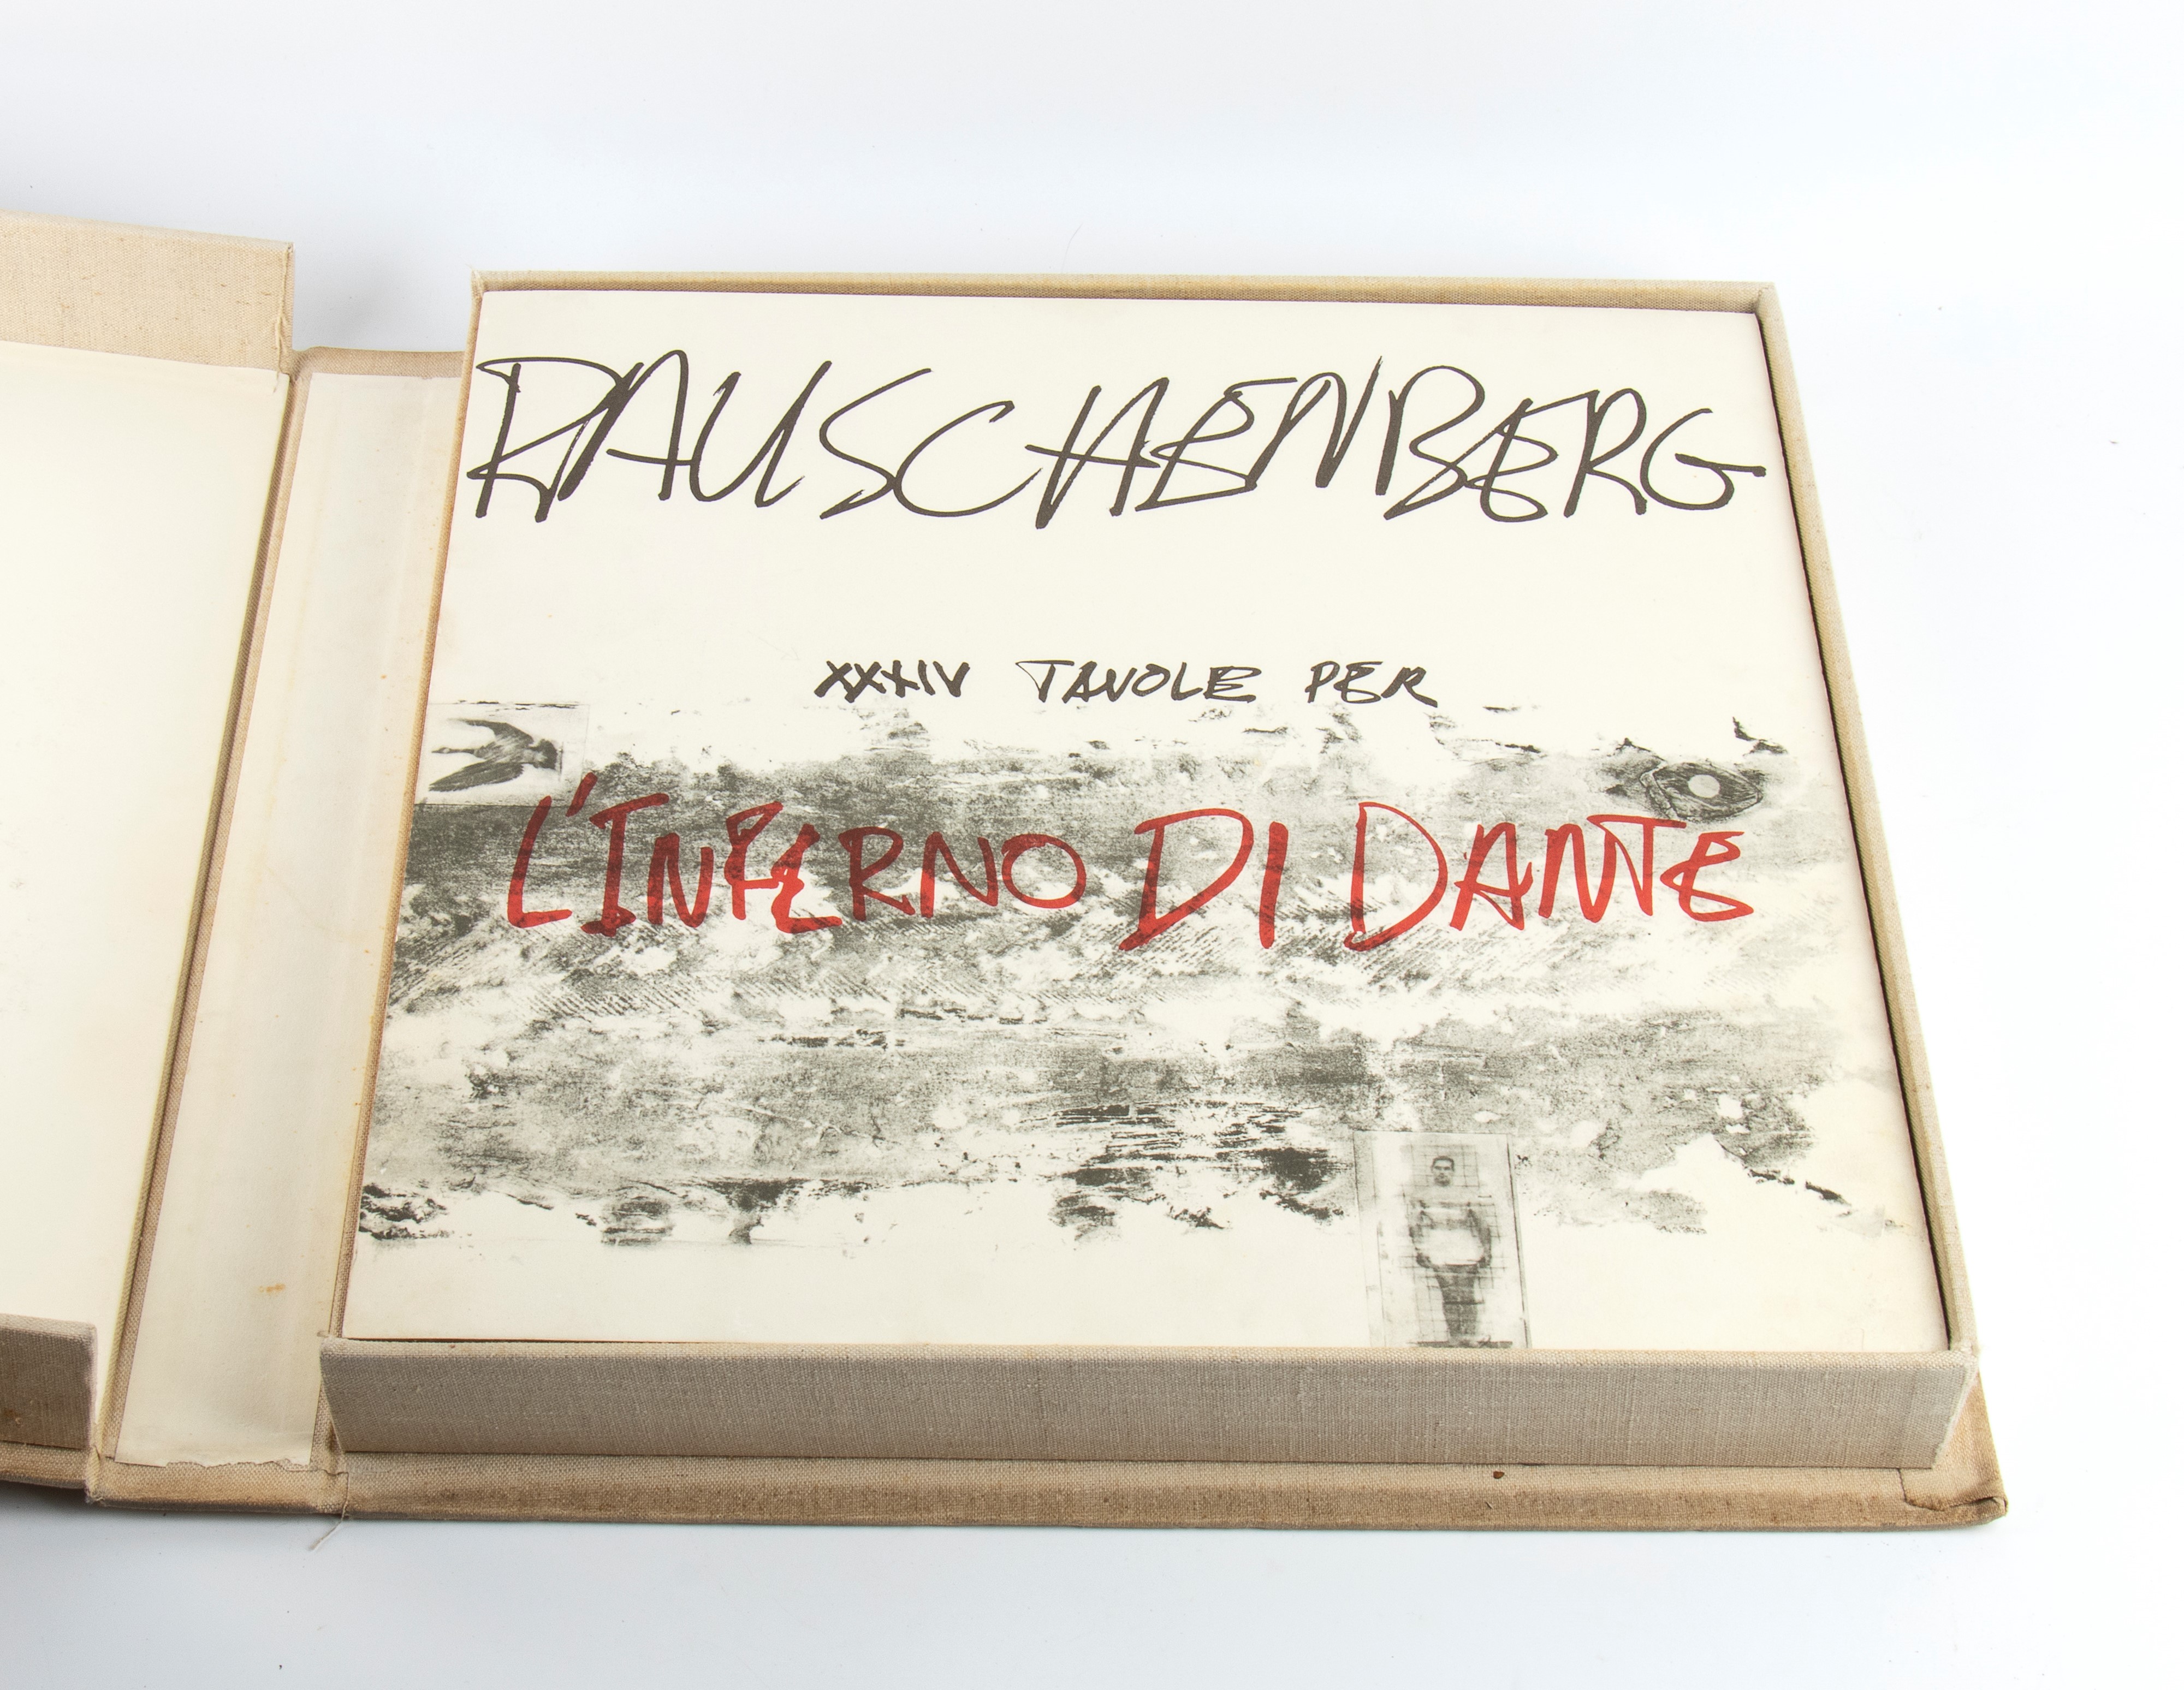 RAUSCHENBERG
XXXIV TAVOLE PER
L'INFERNO DI DANTE